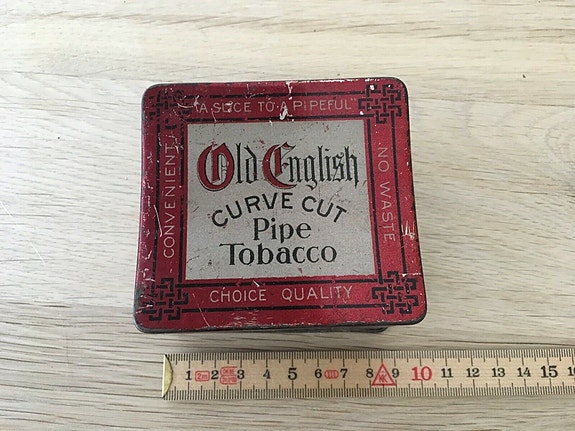 A SLICE TO A PIPEFUL
CONVENIENT
NO WASTE
Old English
CURVE CUT
Pipe
Tobacco
CHOICE QUALITY
1 2 3 4 5 6 7 8 9 10 11 12 13 14 15
2m